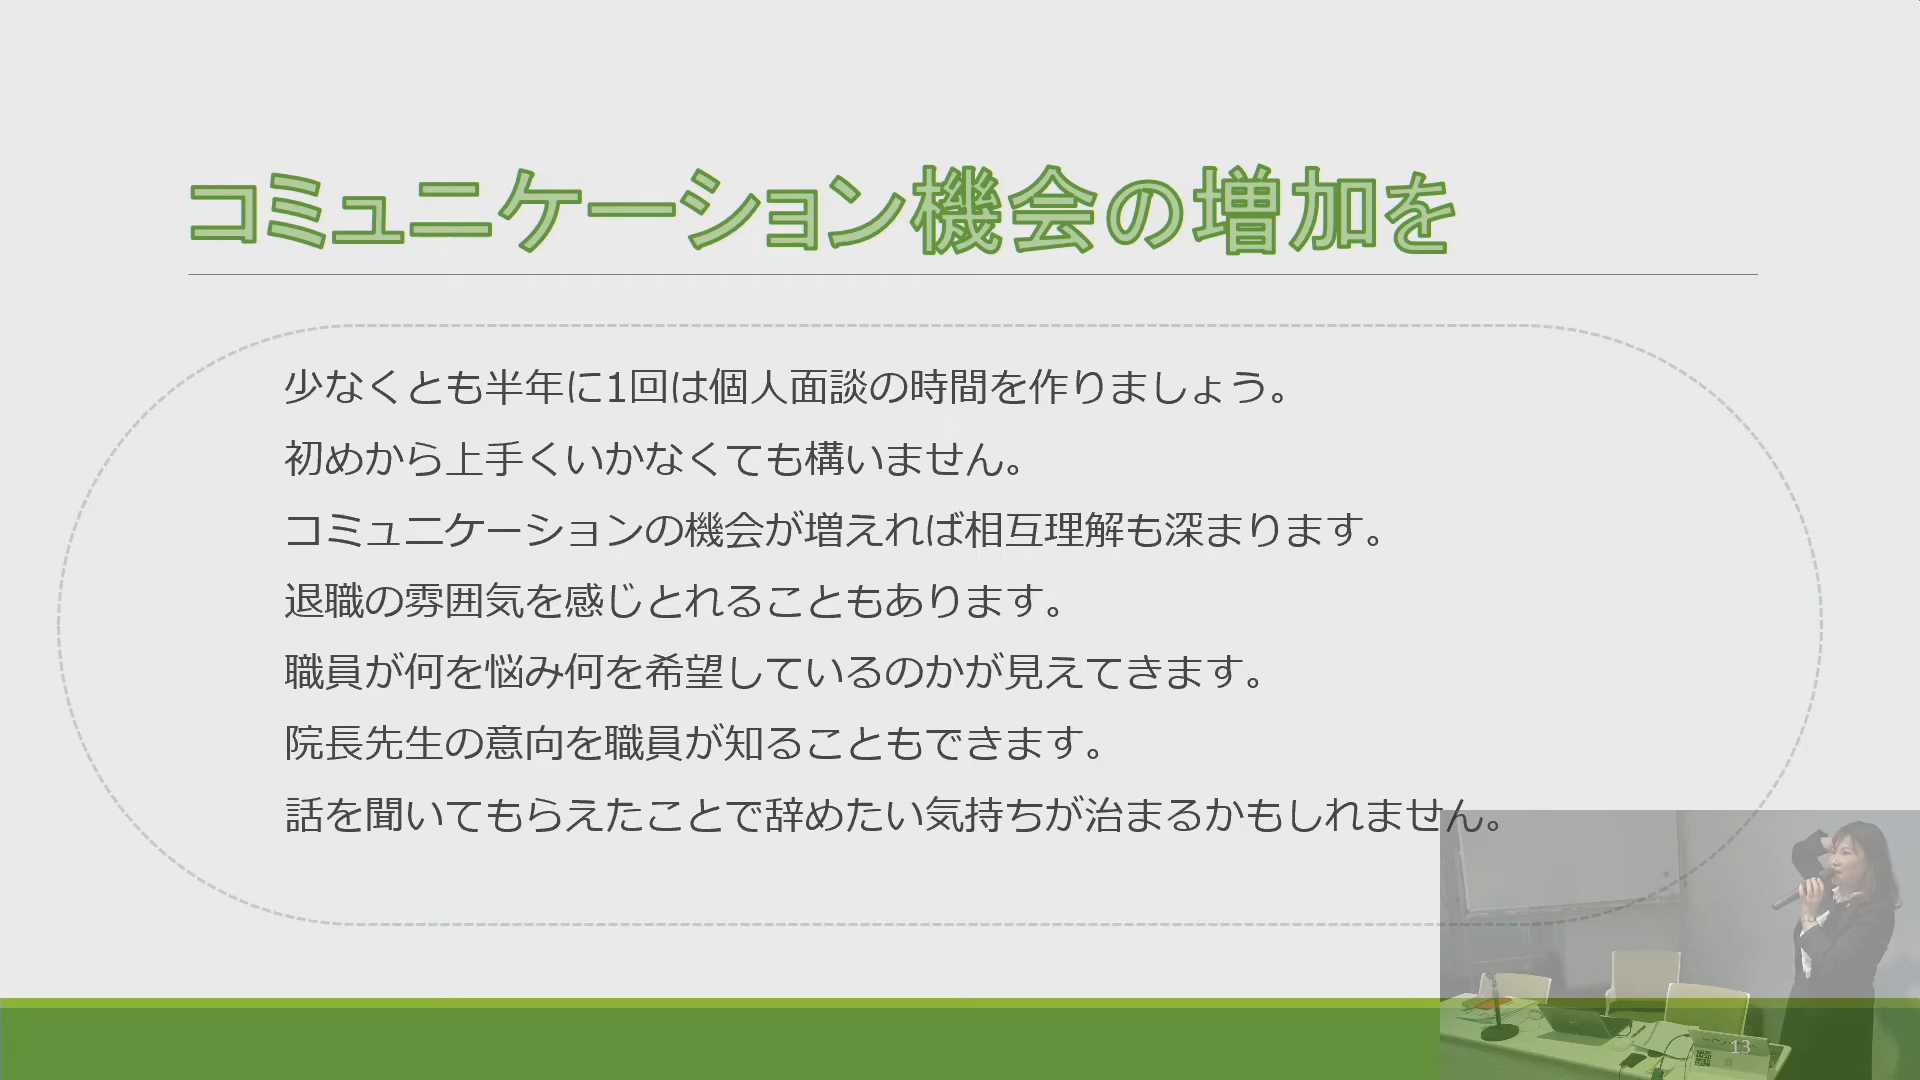 コミュニケーション機会の増加を
少なくとも半年に1回は個人面談の時間を作りましょう。
初めから上手くいかなくても構いません。
コミュニケーションの機会が増えれば相互理解も深まります。
退職の雰囲気を感じとれることもあります。
職員が何を悩み何を希望しているのかが見えてきます。
院長先生の意向を職員が知ることもできます。
話を聞いてもらえたことで辞めたい気持ちが治まるかもしれません。
13